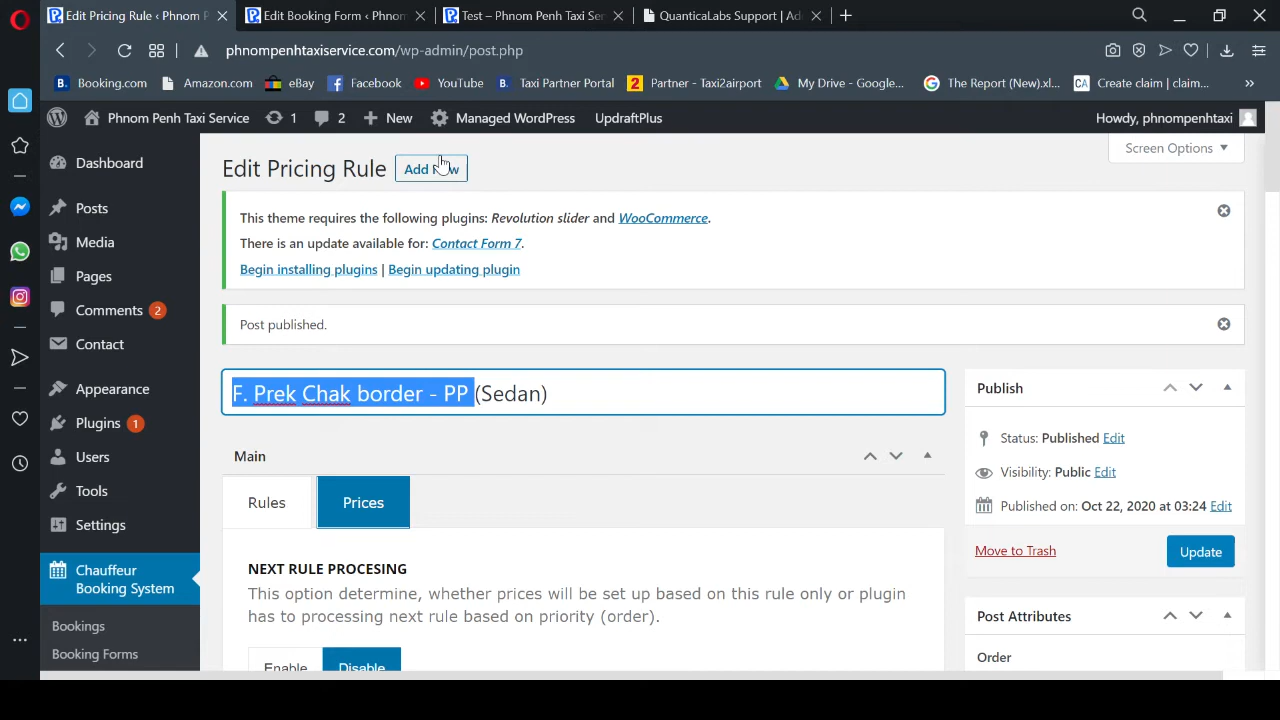 Edit Pricing Rule ‹ Phnom P
Edit Booking Form ‹ Phnom
Test – Phnom Penh Taxi Ser
QuanticaLabs Support | Ad
phnompenhtaxiservice.com/wp-admin/post.php
Booking.com
Amazon.com
eBay
Facebook
YouTube
Taxi Partner Portal
Partner - Taxi2airport
My Drive - Google...
The Report (New).xl...
Create claim | claim...
Phnom Penh Taxi Service
1
2
New
Managed WordPress
UpdraftPlus
Howdy, phnompenhtaxi
Dashboard
Posts
Media
Pages
Comments 2
Contact
Appearance
Plugins 1
Users
Tools
Settings
Chauffeur
Booking System
Bookings
Booking Forms
Screen Options
Edit Pricing Rule
Add New
This theme requires the following plugins: Revolution slider and WooCommerce.
There is an update available for: Contact Form 7.
Begin installing plugins | Begin updating plugin
Post published.
F. Prek Chak border - PP (Sedan)
Main
Rules
Prices
NEXT RULE PROCESING
This option determine, whether prices will be set up based on this rule only or plugin
has to processing next rule based on priority (order).
Enable
Disable
Publish
Status: Published Edit
Visibility: Public Edit
Published on: Oct 22, 2020 at 03:24 Edit
Move to Trash
Update
Post Attributes
Order